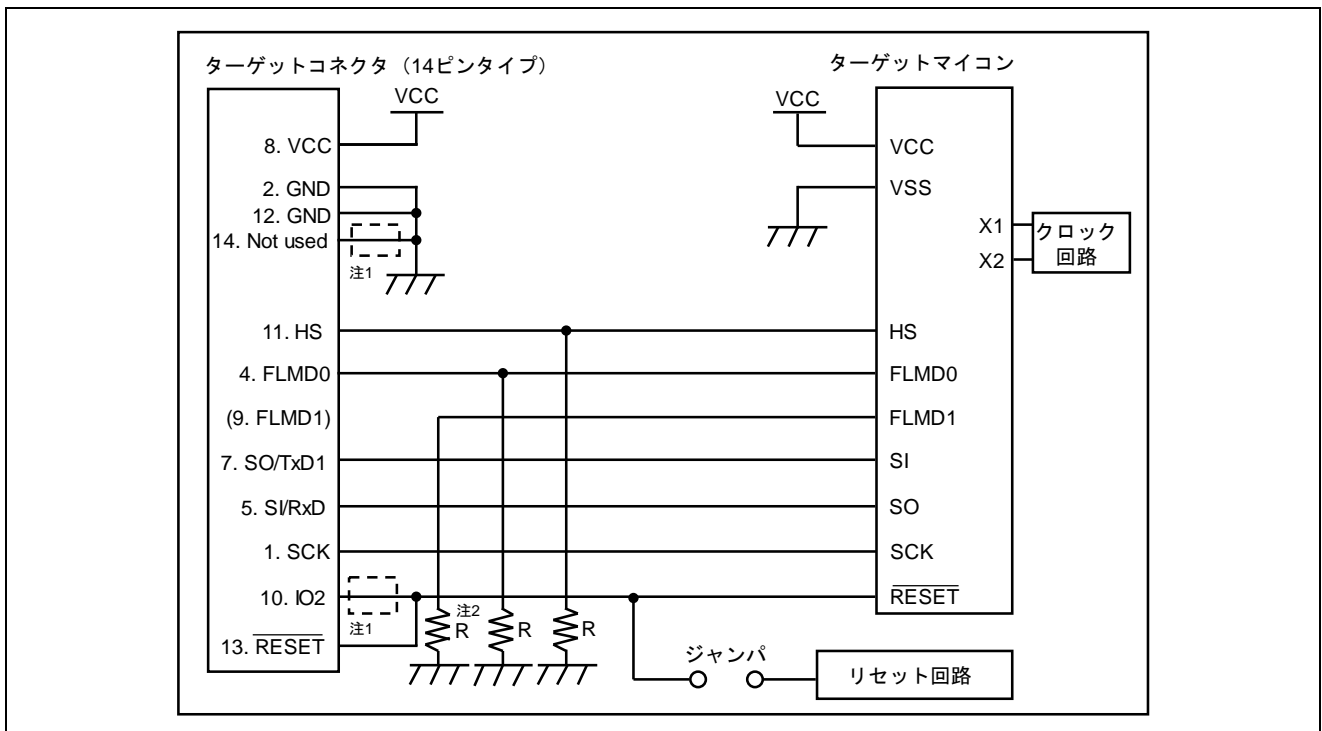 ターゲットコネクタ（14ピンタイプ）
ターゲットマイコン
VCC
VCC
8. VCC
VCC
2. GND
VSS
12. GND
14. Not used
注1
X1
X2
クロック
回路
11. HS
HS
4. FLMD0
FLMD0
(9. FLMD1)
FLMD1
7. SO/TxD1
SI
5. SI/RxD
SO
1. SCK
SCK
10. IO2
RESET
注1
注2
R
R
R
13. RESET
ジャンパ
リセット回路